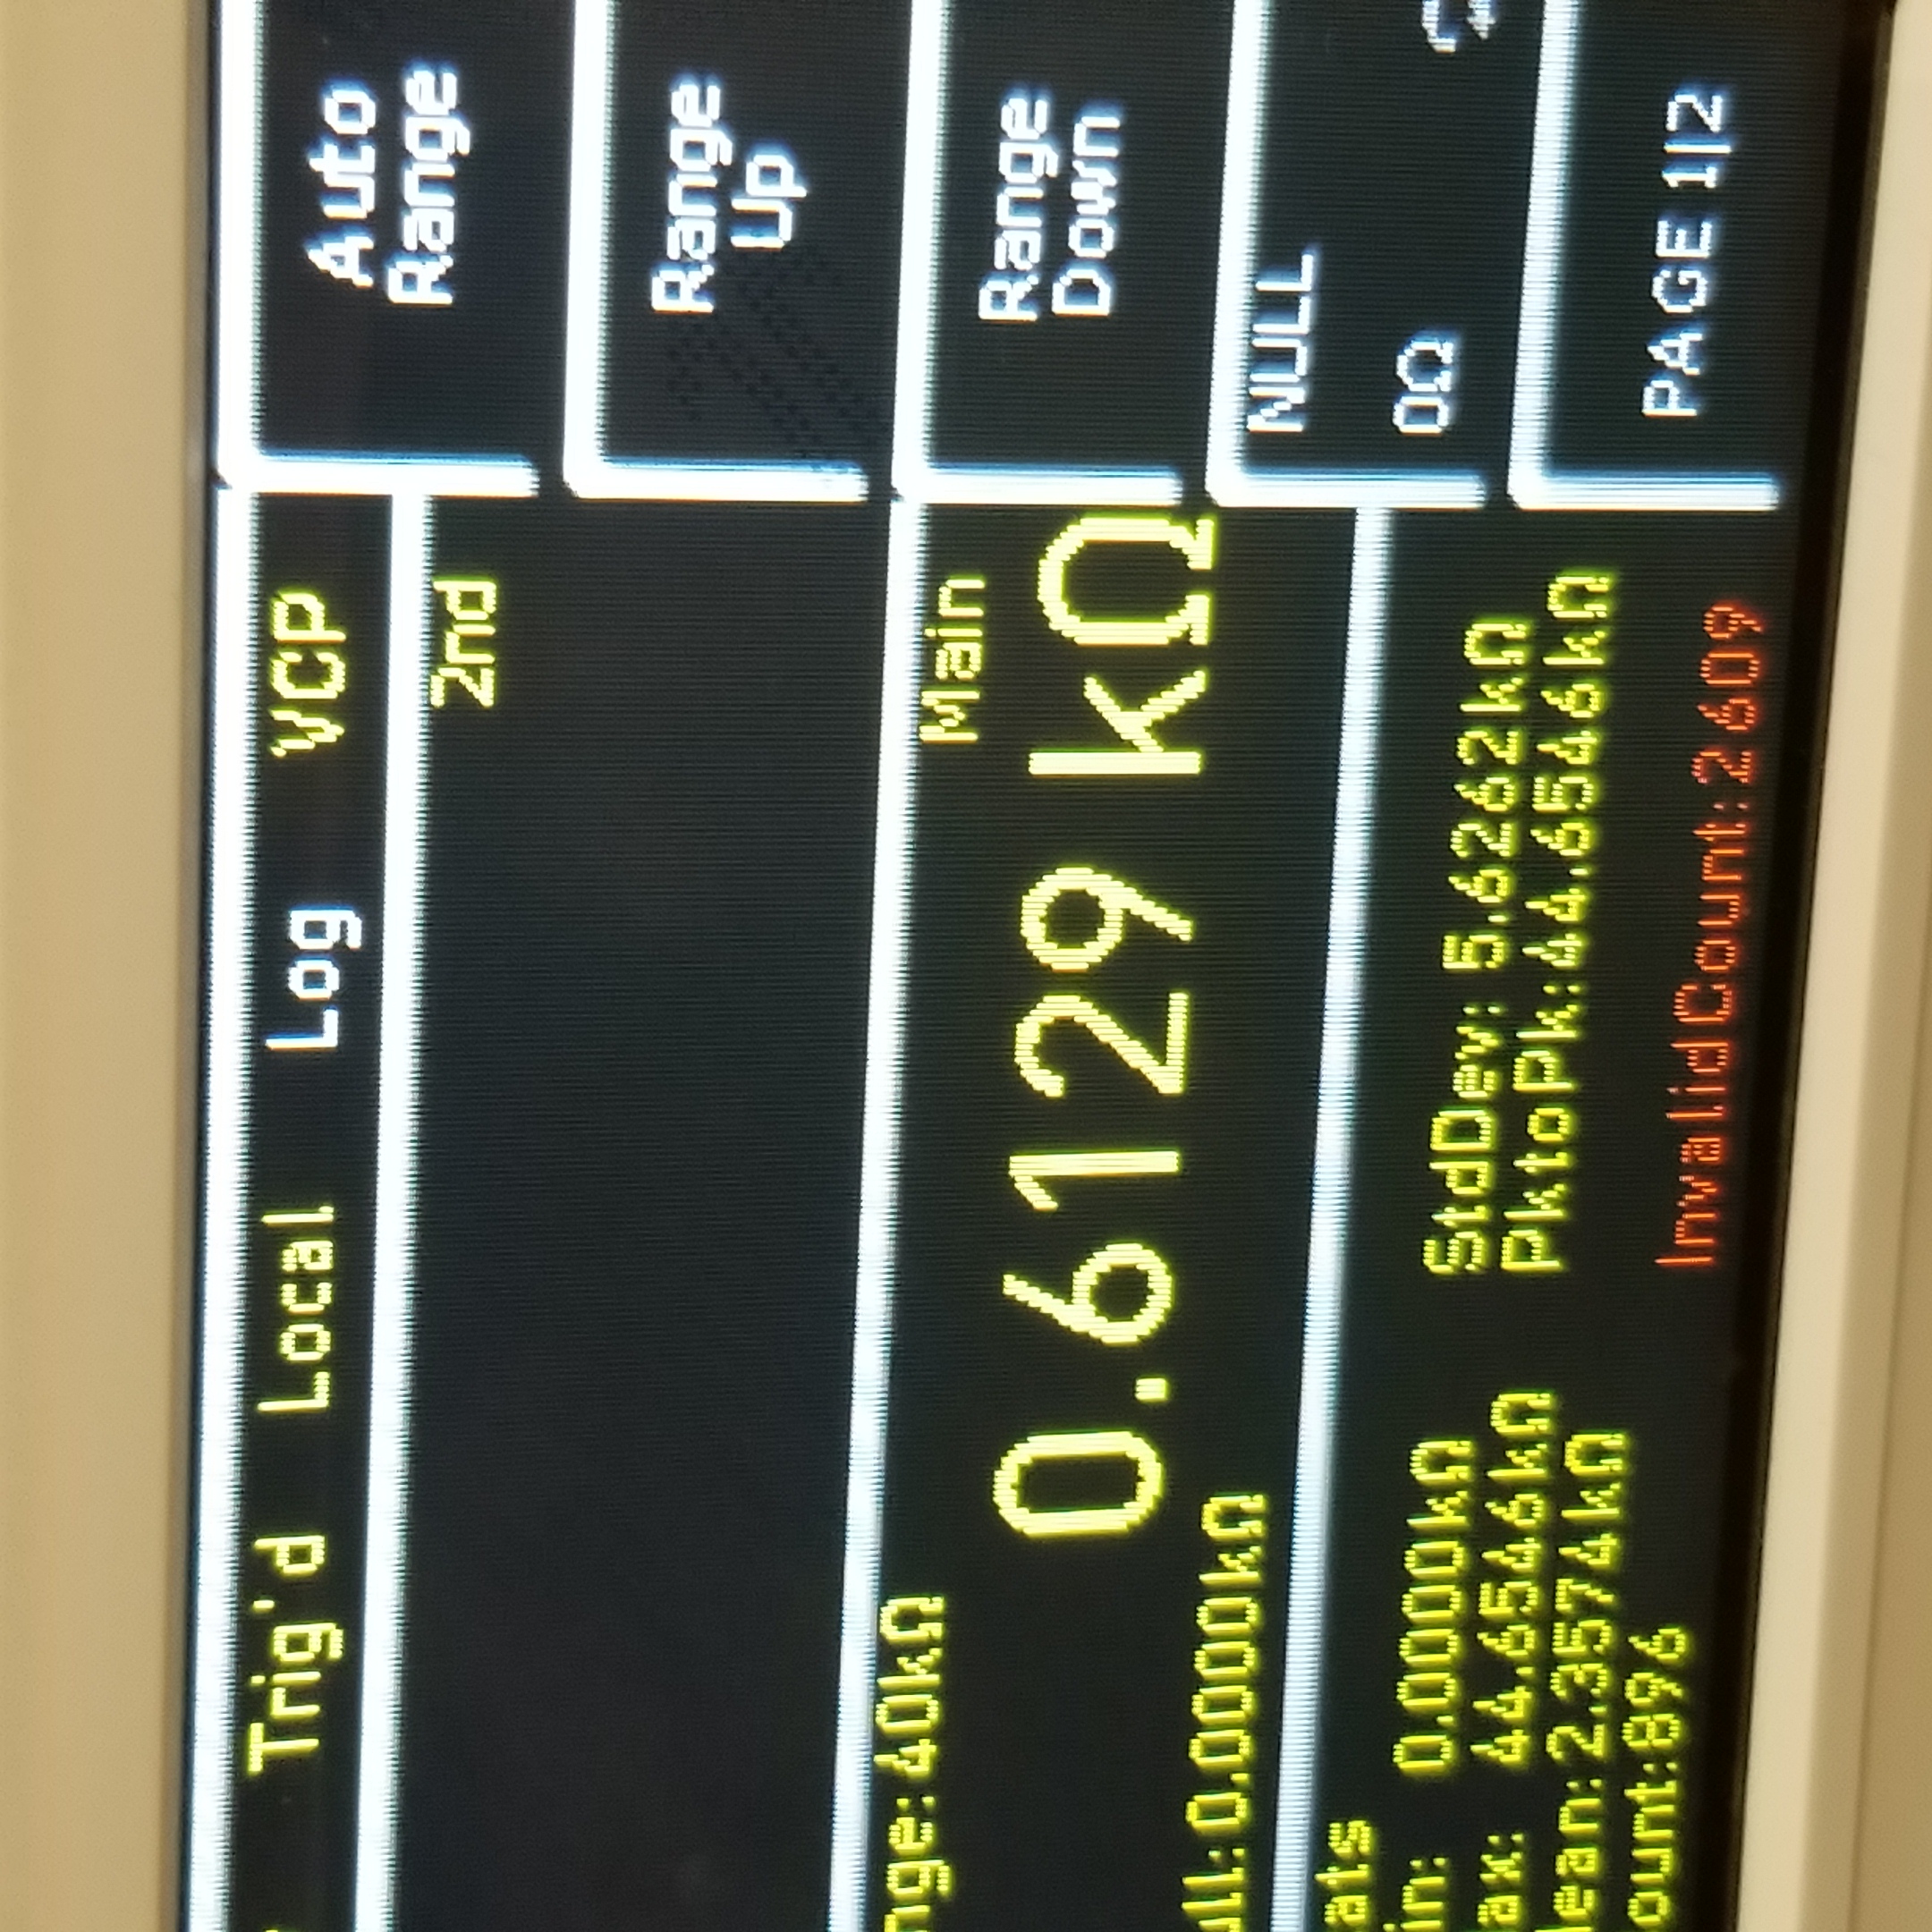 Trig'd Local Log VCP
2nd
Auto
Range
Range
Up
nge:40kΩ
Main
0.6129 kΩ
ull:0.0000kΩ
Range
Down
ats
in: 0.0000kΩ
ax: 44.6546kΩ
ean:2.3574kΩ
ount:896
StdDev: 5.6262kΩ
PktoPk:44.6546kΩ
InvalidCount:2609
NULL
0Ω
PAGE 1|2